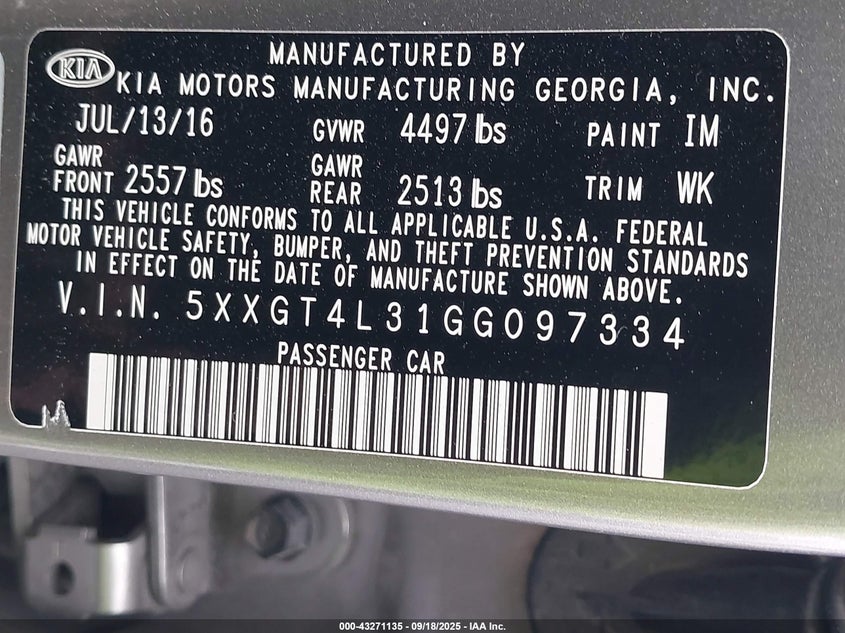 MANUFACTURED BY
KIA KIA MOTORS MANUFACTURING GEORGIA, INC.
JUL/13/16 GVWR 4497 lbs PAINT IM
GAWR FRONT 2557 lbs GAWR REAR 2513 lbs TRIM WK
THIS VEHICLE CONFORMS TO ALL APPLICABLE U.S.A. FEDERAL
MOTOR VEHICLE SAFETY, BUMPER, AND THEFT PREVENTION STANDARDS
IN EFFECT ON THE DATE OF MANUFACTURE SHOWN ABOVE.
V.I.N. 5XXGT4L31GG097334
PASSENGER CAR
000-43271135 - 09/18/2025 - IAA Inc.